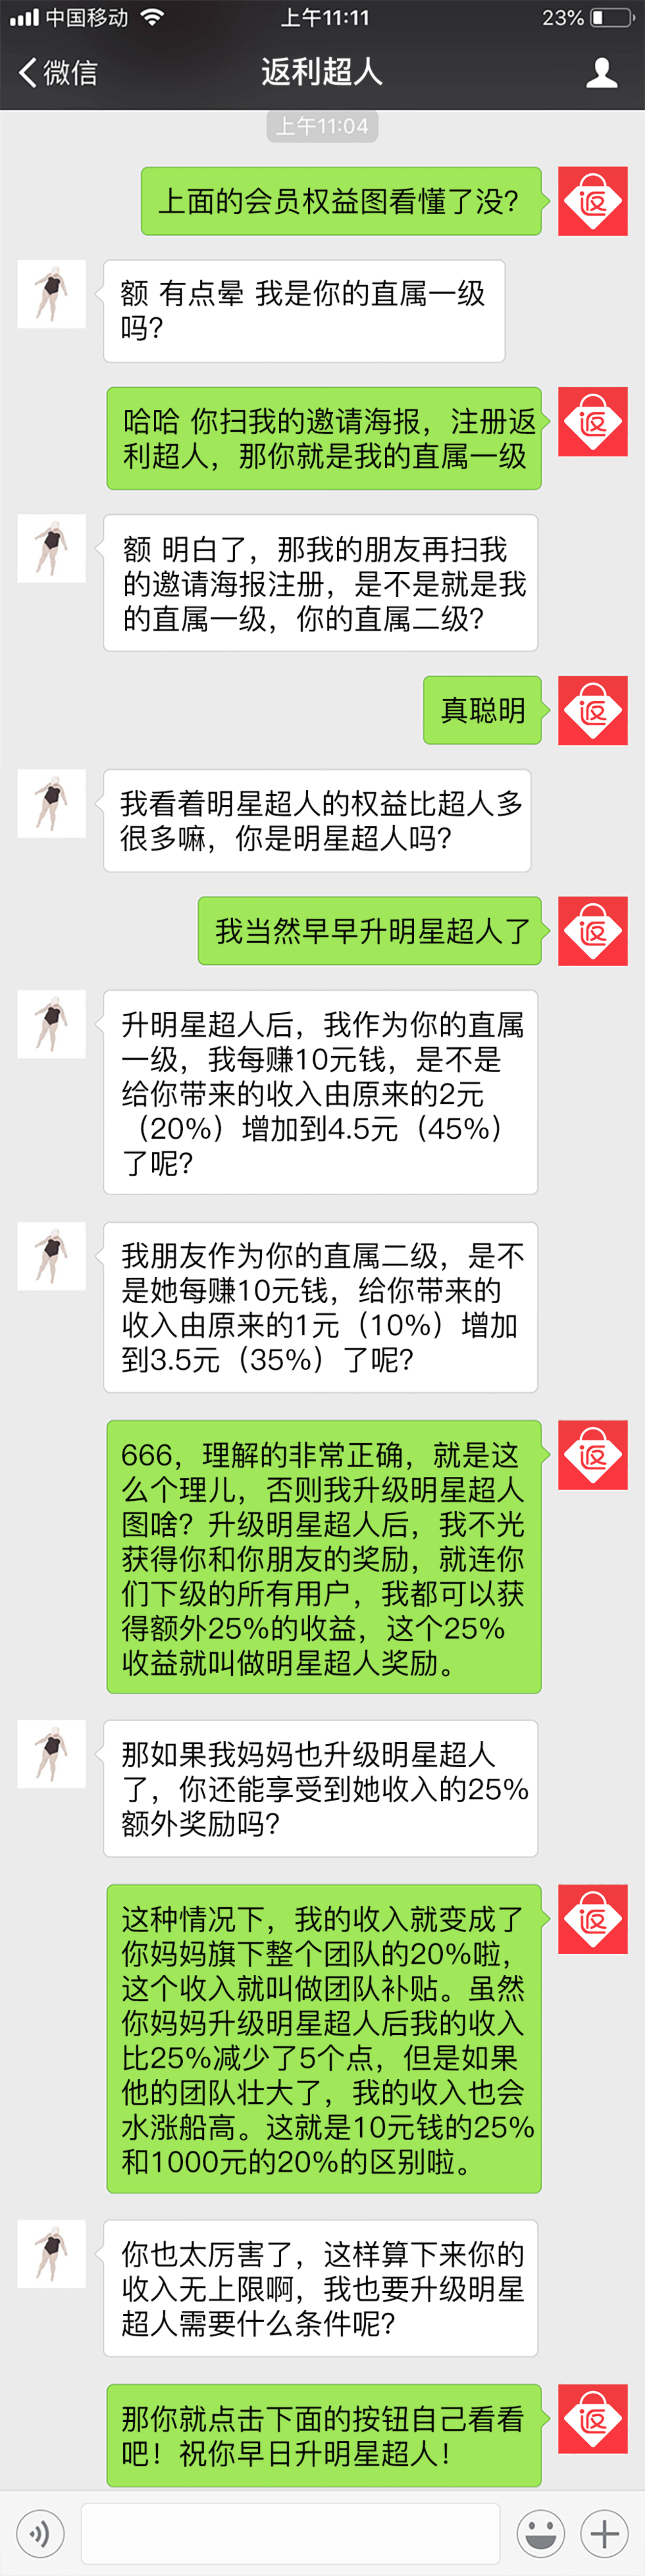 中国移动
上午11:11
23%
微信
返利超人
上午11:04
上面的会员权益图看懂了没?
返
额 有点晕 我是你的直属一级
吗?
哈哈 你扫我的邀请海报，注册返
利超人，那你就是我的直属一级
返
额 明白了，那我的朋友再扫我
的邀请海报注册，是不是就是我
的直属一级，你的直属二级?
真聪明
返
我看着明星超人的权益比超人多
很多嘛，你是明星超人吗?
我当然早早升明星超人了
返
升明星超人后，我作为你的直属
一级，我每赚10元钱，是不是
给你带来的收入由原来的2元
（20%）增加到4.5元（45%）
了呢?
我朋友作为你的直属二级，是不
是她每赚10元钱，给你带来的
收入由原来的1元（10%）增加
到3.5元（35%）了呢?
666，理解的非常正确，就是这
么个理儿，否则我升级明星超人
图啥？升级明星超人后，我不光
获得你和你朋友的奖励，就连你
们下级的所有用户，我都可以获
得额外25%的收益，这个25%
收益就叫做明星超人奖励。
返
那如果我妈妈也升级明星超人
了，你还能享受到她收入的25%
额外奖励吗?
这种情况下，我的收入就变成了
你妈妈旗下整个团队的20%啦，
这个收入就叫做团队补贴。虽然
你妈妈升级明星超人后我的收入
比25%减少了5个点，但是如果
他的团队壮大了，我的收入也会
水涨船高。这就是10元钱的25%
和1000元的20%的区别啦。
返
你也太厉害了，这样算下来你的
收入无上限啊，我也要升级明星
超人需要什么条件呢?
那你就点击下面的按钮自己看看
吧！祝你早日升明星超人！
返